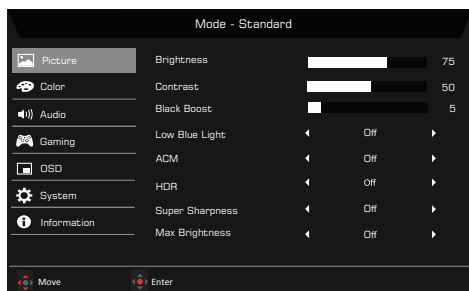 Mode - Standard
Picture
Color
Audio
Gaming
OSD
System
Information
Brightness 75
Contrast 50
Black Boost 5
Low Blue Light Off
ACM Off
HDR Off
Super Sharpness Off
Max Brightness Off
Move Enter